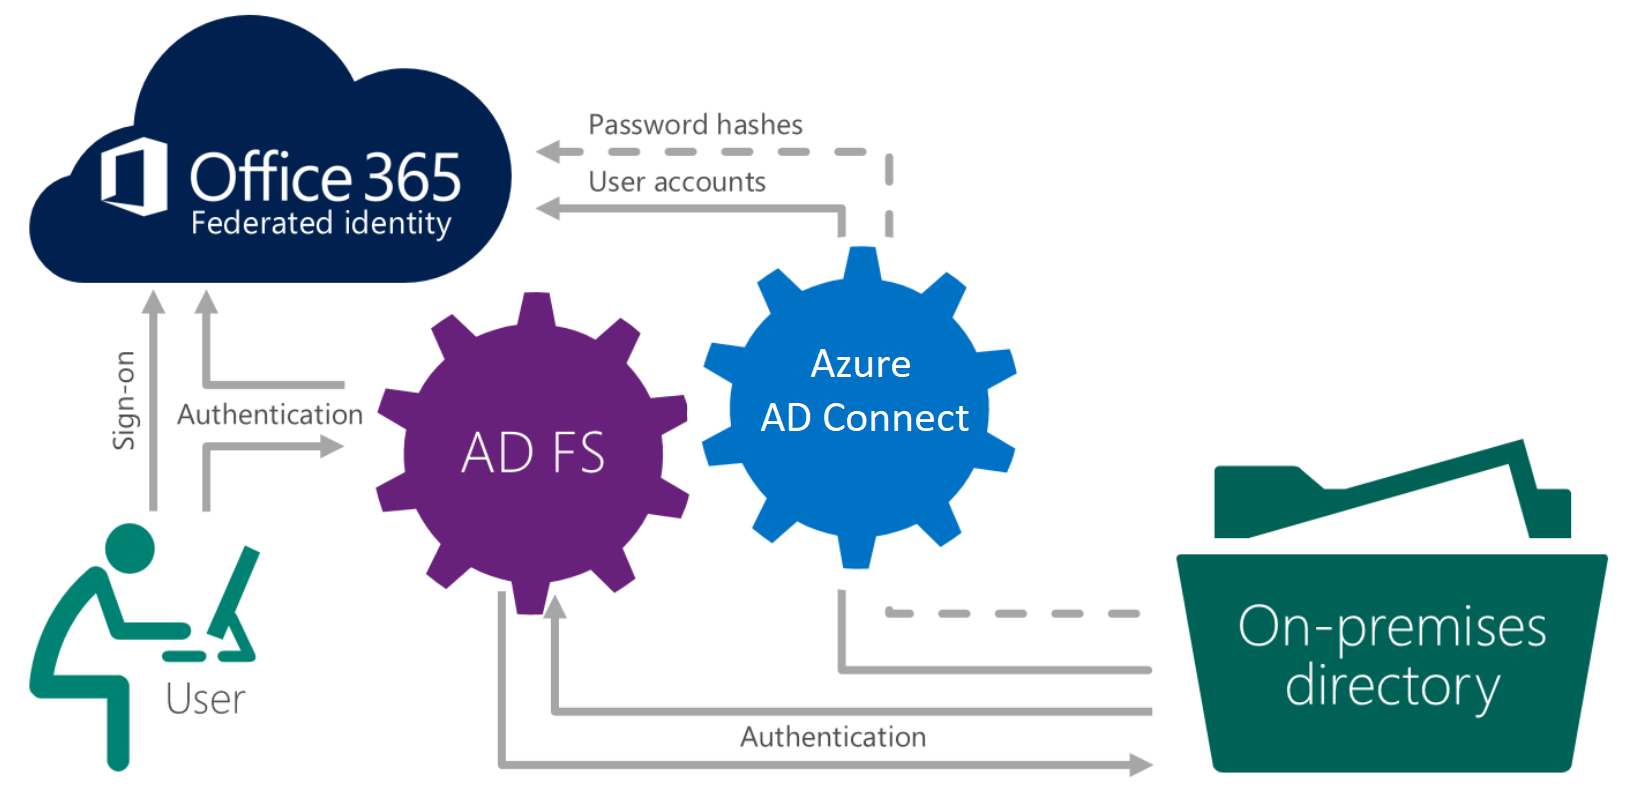 Office 365
Federated identity
Password hashes
User accounts
Azure
AD Connect
Sign-on
Authentication
AD FS
User
On-premises
directory
Authentication